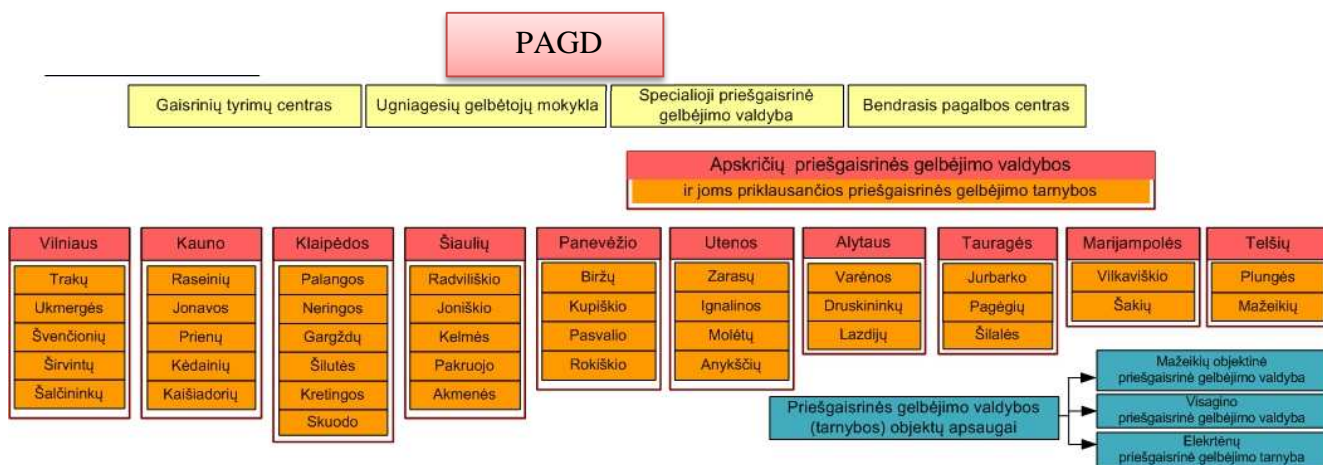 PAGD
Gaisrinių tyrimų centras
Ugniagesių gelbėtojų mokykla
Specialioji priešgaisrinė
gelbėjimo valdyba
Bendrasis pagalbos centras
Apskričių priešgaisrinės gelbėjimo valdybos
ir joms priklausančios priešgaisrinės gelbėjimo tarnybos
Vilniaus
Trakų
Ukmergės
Švenčionių
Širvintų
Šalčininkų
Kauno
Raseinių
Jonavos
Prienų
Kėdainių
Kaišiadorių
Klaipėdos
Palangos
Neringos
Gargždų
Šilutės
Kretingos
Skuodo
Šiaulių
Radviliškio
Joniškio
Kelmės
Pakruojo
Akmenės
Panevėžio
Biržų
Kupiškio
Pasvalio
Rokiškio
Utenos
Zarasų
Ignalinos
Molėtų
Anykščių
Alytaus
Varėnos
Druskininkų
Lazdijų
Tauragės
Jurbarko
Pagėgių
Šilalės
Marijampolės
Vilkaviškio
Šakių
Telšių
Plungės
Mažeikių
Priešgaisrinės gelbėjimo valdybos
(tarnybos) objektų apsaugai
Mažeikių objektinė
priešgaisrinė gelbėjimo valdyba
Visagino
priešgaisrinė gelbėjimo valdyba
Elekrtėnų
priešgaisrinė gelbėjimo tarnyba